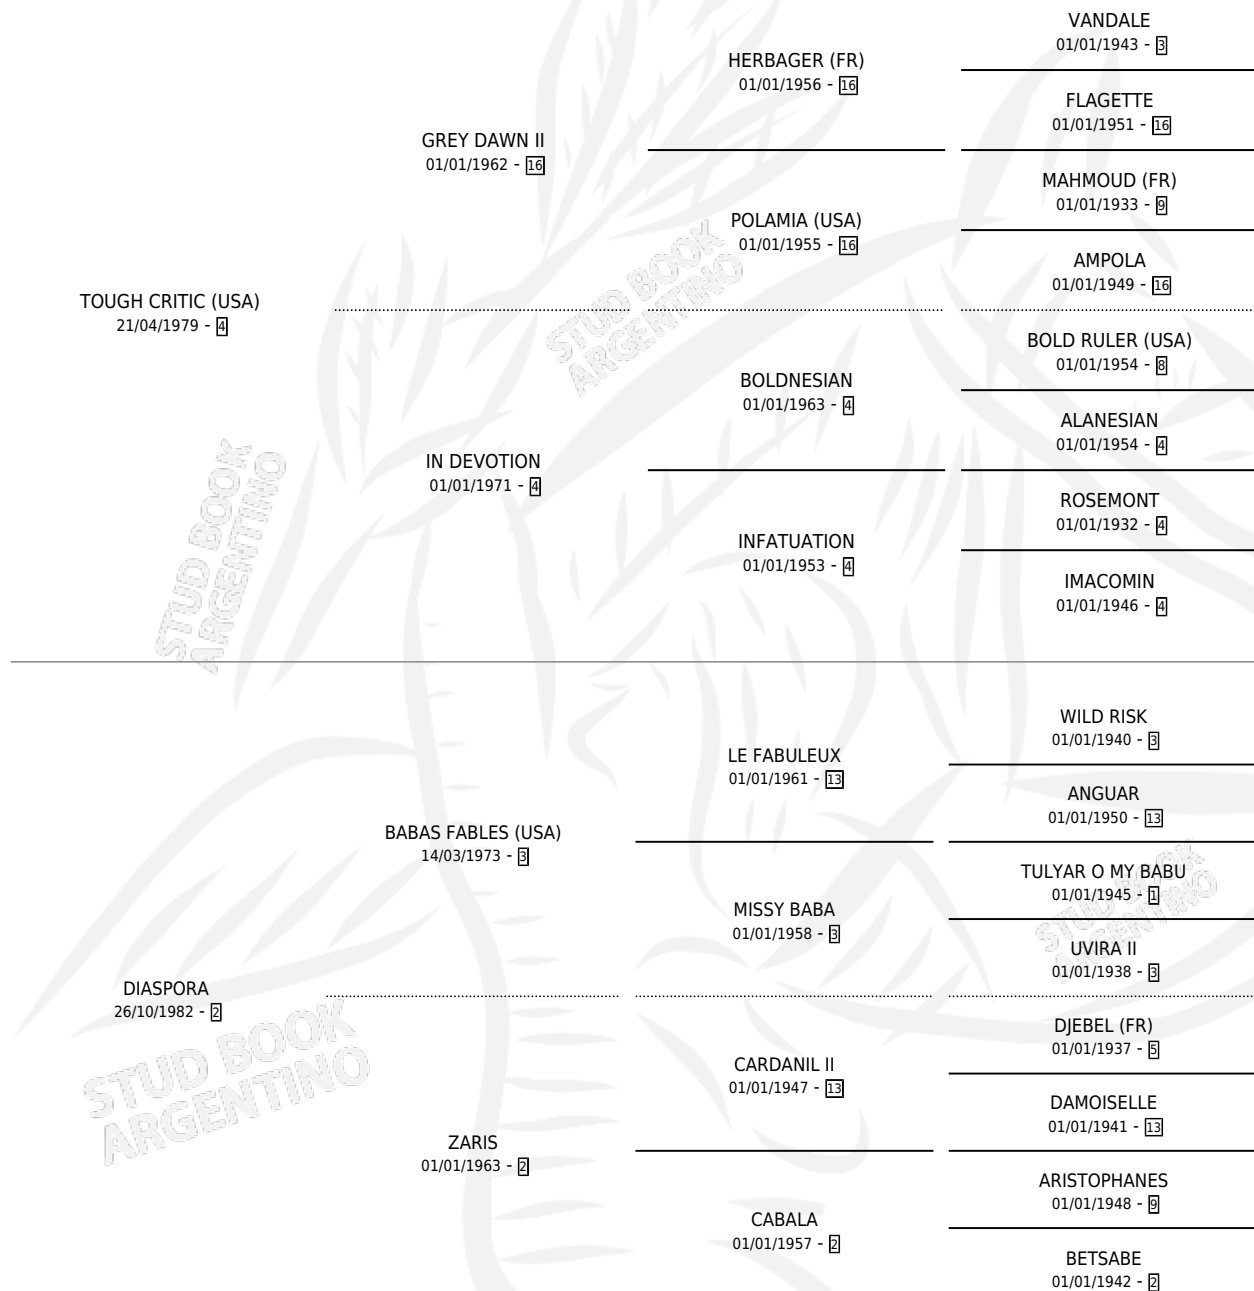 VANDALE
01/01/1943 - 3
HERBAGER (FR)
01/01/1956 - 16
FLAGETTE
01/01/1951 - 16
GREY DAWN II
01/01/1962 - 16
MAHMOUD (FR)
01/01/1933 - 9
POLAMIA (USA)
01/01/1955 - 16
AMPOLA
01/01/1949 - 16
TOUGH CRITIC (USA)
21/04/1979 - 4
STUD BOOK
ARGENTINO
BOLD RULER (USA)
01/01/1954 - 8
BOLDNESIAN
01/01/1963 - 4
ALANESIAN
01/01/1954 - 4
IN DEVOTION
01/01/1971 - 4
STUD BOOK
ARGENTINO
ROSEMONT
01/01/1932 - 4
INFATUATION
01/01/1953 - 4
IMACOMIN
01/01/1946 - 4
WILD RISK
01/01/1940 - 3
LE FABULEUX
01/01/1961 - 13
ANGUAR
01/01/1950 - 13
BABAS FABLES (USA)
14/03/1973 - 3
TULYAR O MY BABU
01/01/1945 - 1
MISSY BABA
01/01/1958 - 3
STUD BOOK
ARGENTINO
UVIRA II
01/01/1938 - 3
DIASPORA
26/10/1982 - 2
STUD BOOK
ARGENTINO
DJEBEL (FR)
01/01/1937 - 5
CARDANIL II
01/01/1947 - 13
DAMOISELLE
01/01/1941 - 13
ZARIS
01/01/1963 - 2
ARISTOPHANES
01/01/1948 - 9
CABALA
01/01/1957 - 2
BETSABE
01/01/1942 - 2